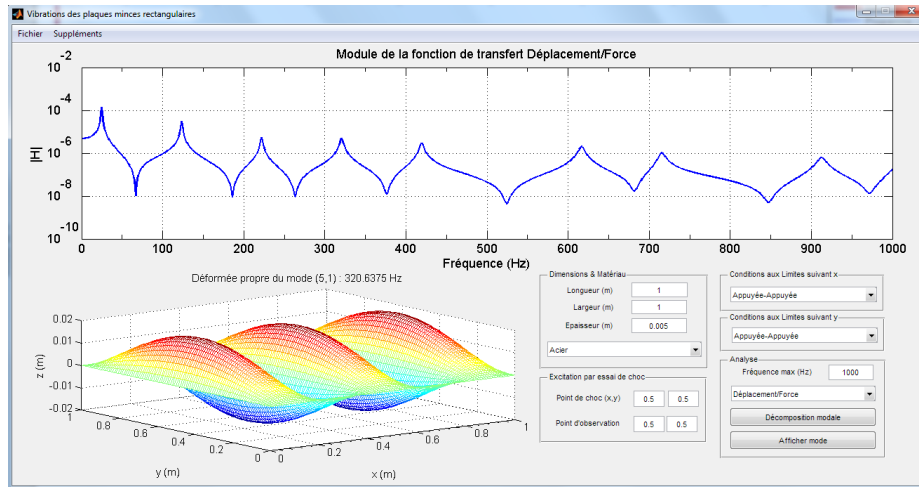 Vibrations des plaques minces rectangulaires
Fichier Suppléments
Module de la fonction de transfert Déplacement/Force
10 -2
10 -4
10 -6
10 -8
10 -10
|H|
0 100 200 300 400 500 600 700 800 900 1000
Fréquence (Hz)
Déformée propre du mode (5,1) : 320.6375 Hz
0.02
0.01
0
-0.01
-0.02
z (m)
1 0.8 0.6 0.4 0.2 0
y (m)
0 0.2 0.4 0.6 0.8 1
x (m)
Dimensions & Matériau
Longueur (m) 1
Largeur (m) 1
Epaisseur (m) 0.005
Acier
Excitation par essai de choc
Point de choc (x,y) 0.5 0.5
Point d'observation 0.5 0.5
Conditions aux Limites suivant x
Appuyée-Appuyée
Conditions aux Limites suivant y
Appuyée-Appuyée
Analyse
Fréquence max (Hz) 1000
Déplacement/Force
Décomposition modale
Afficher mode